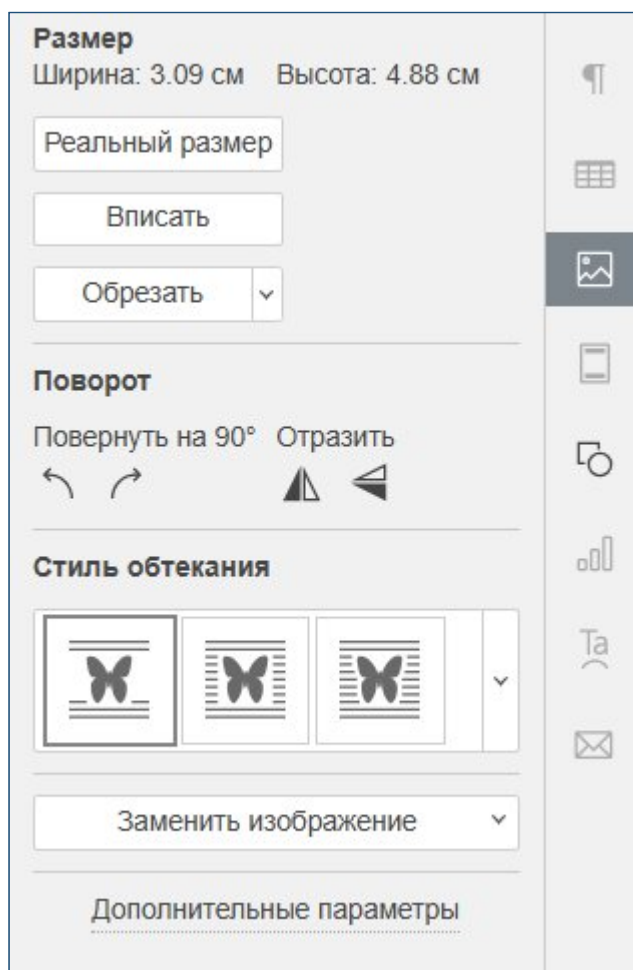 Размер
Ширина: 3.09 см Высота: 4.88 см
Реальный размер
Вписать
Обрезать
Поворот
Повернуть на 90° Отразить
Стиль обтекания
Заменить изображение
Дополнительные параметры
¶
Ta